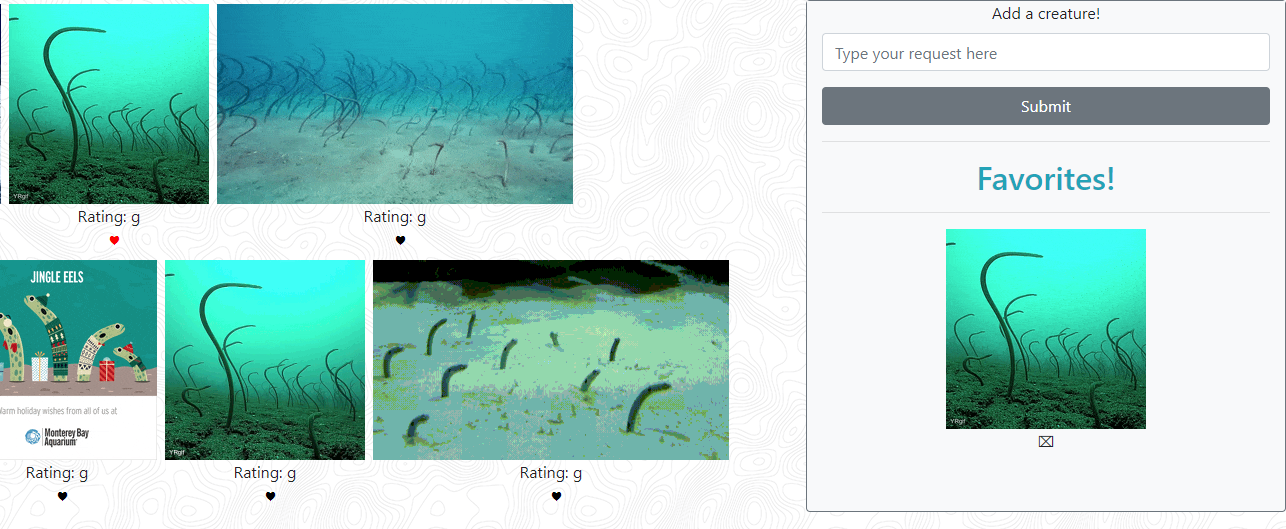 YRgif
Rating: g
Rating: g
JINGLE EELS
Warm holiday wishes from all of us at
Monterey Bay
Aquarium
YRgif
Rating: g
Rating: g
Rating: g
Add a creature!
Type your request here
Submit
Favorites!
YRgif